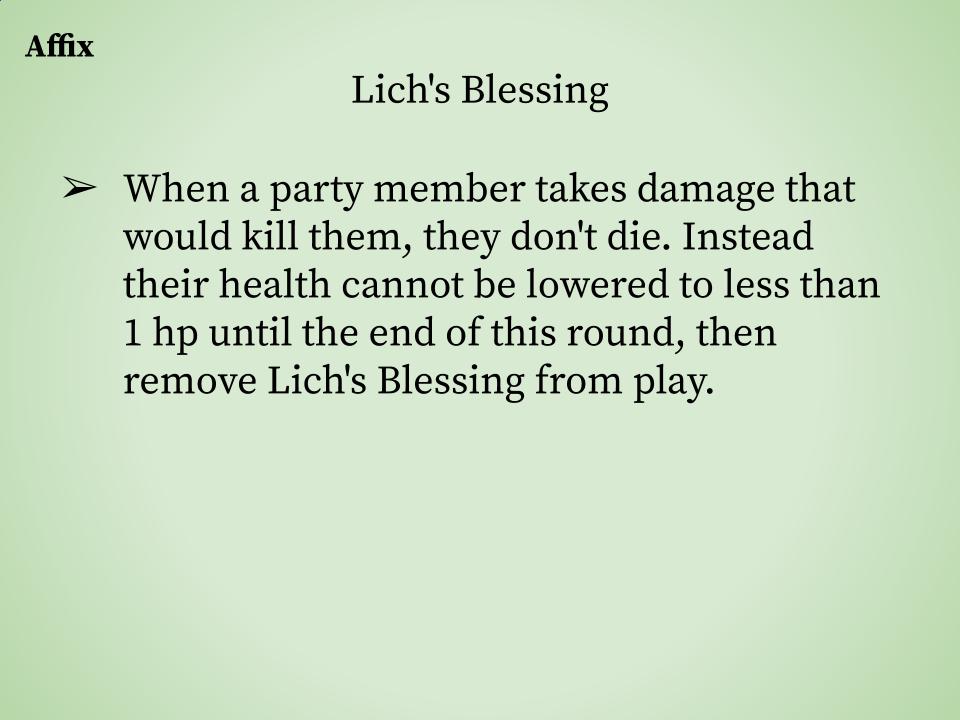 Affix
Lich's Blessing
➢ When a party member takes damage that
would kill them, they don't die. Instead
their health cannot be lowered to less than
1 hp until the end of this round, then
remove Lich's Blessing from play.